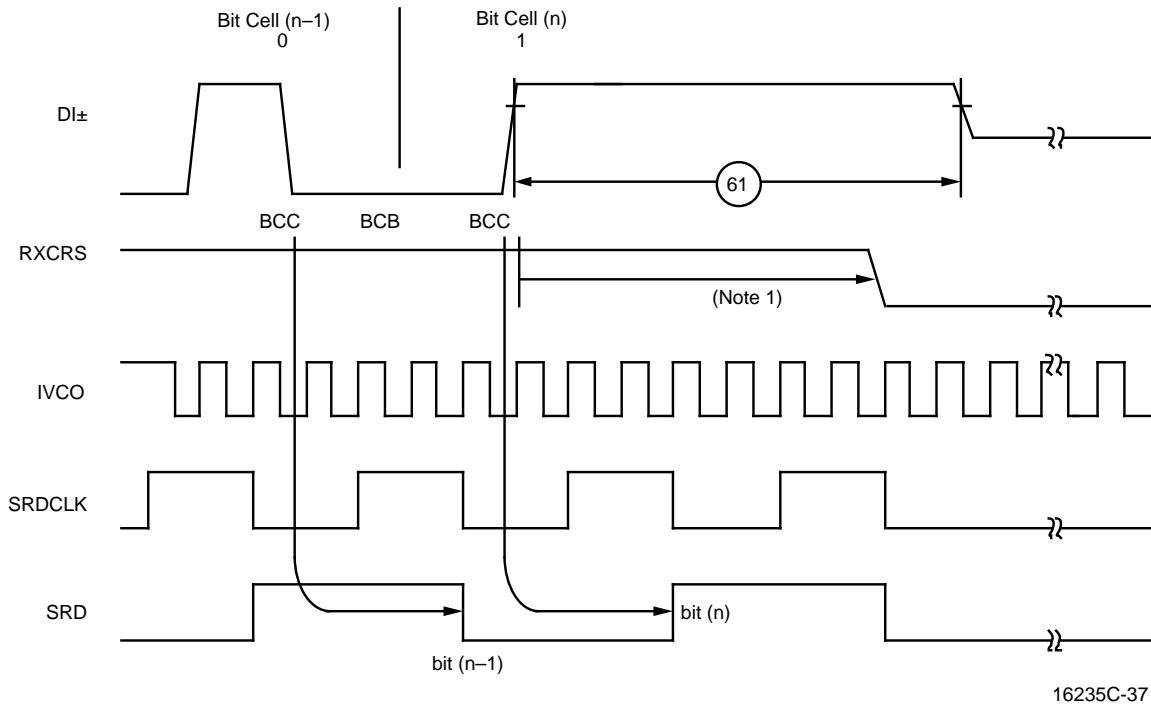 Bit Cell (n–1)
0
Bit Cell (n)
1
DI±
61
BCC
BCB
BCC
RXCRS
(Note 1)
IVCO
SRDCLK
SRD
bit (n)
bit (n–1)
16235C-37